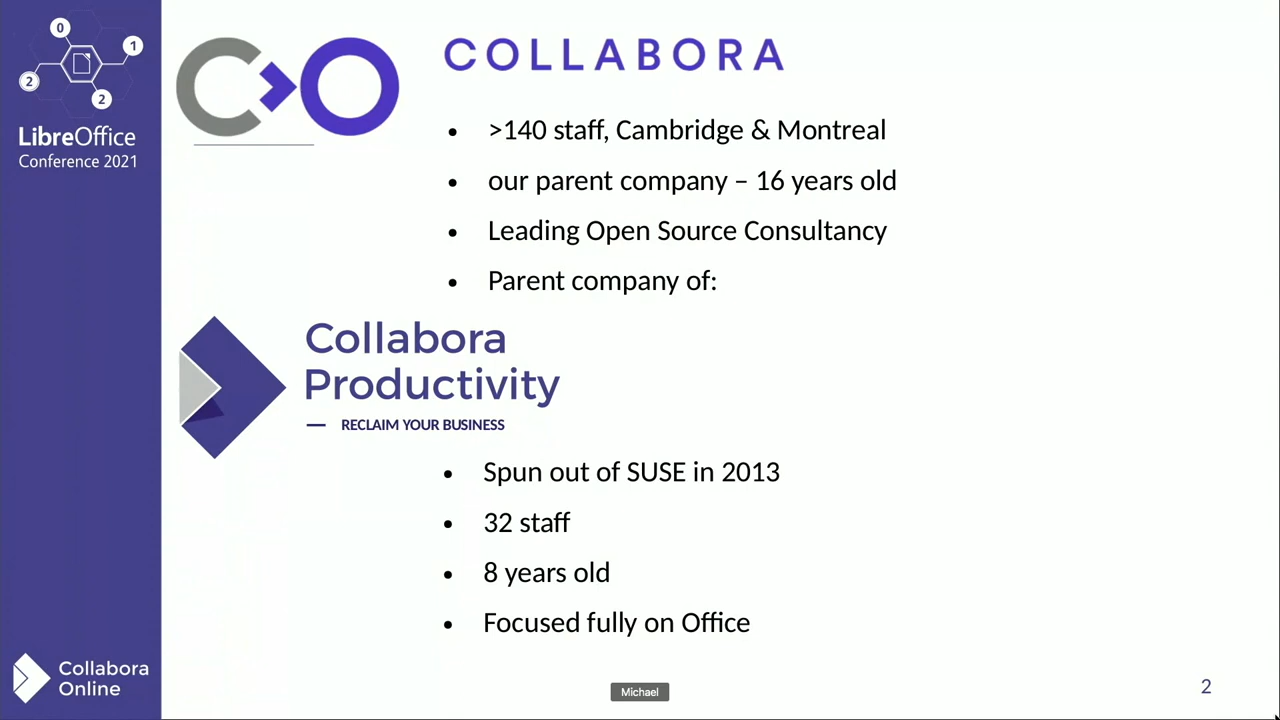 0
1
2
2
LibreOffice
Conference 2021
COLLABORA
• >140 staff, Cambridge & Montreal
• our parent company – 16 years old
• Leading Open Source Consultancy
• Parent company of:
Collabora
Productivity
— RECLAIM YOUR BUSINESS
• Spun out of SUSE in 2013
• 32 staff
• 8 years old
• Focused fully on Office
Collabora
Online
Michael
2